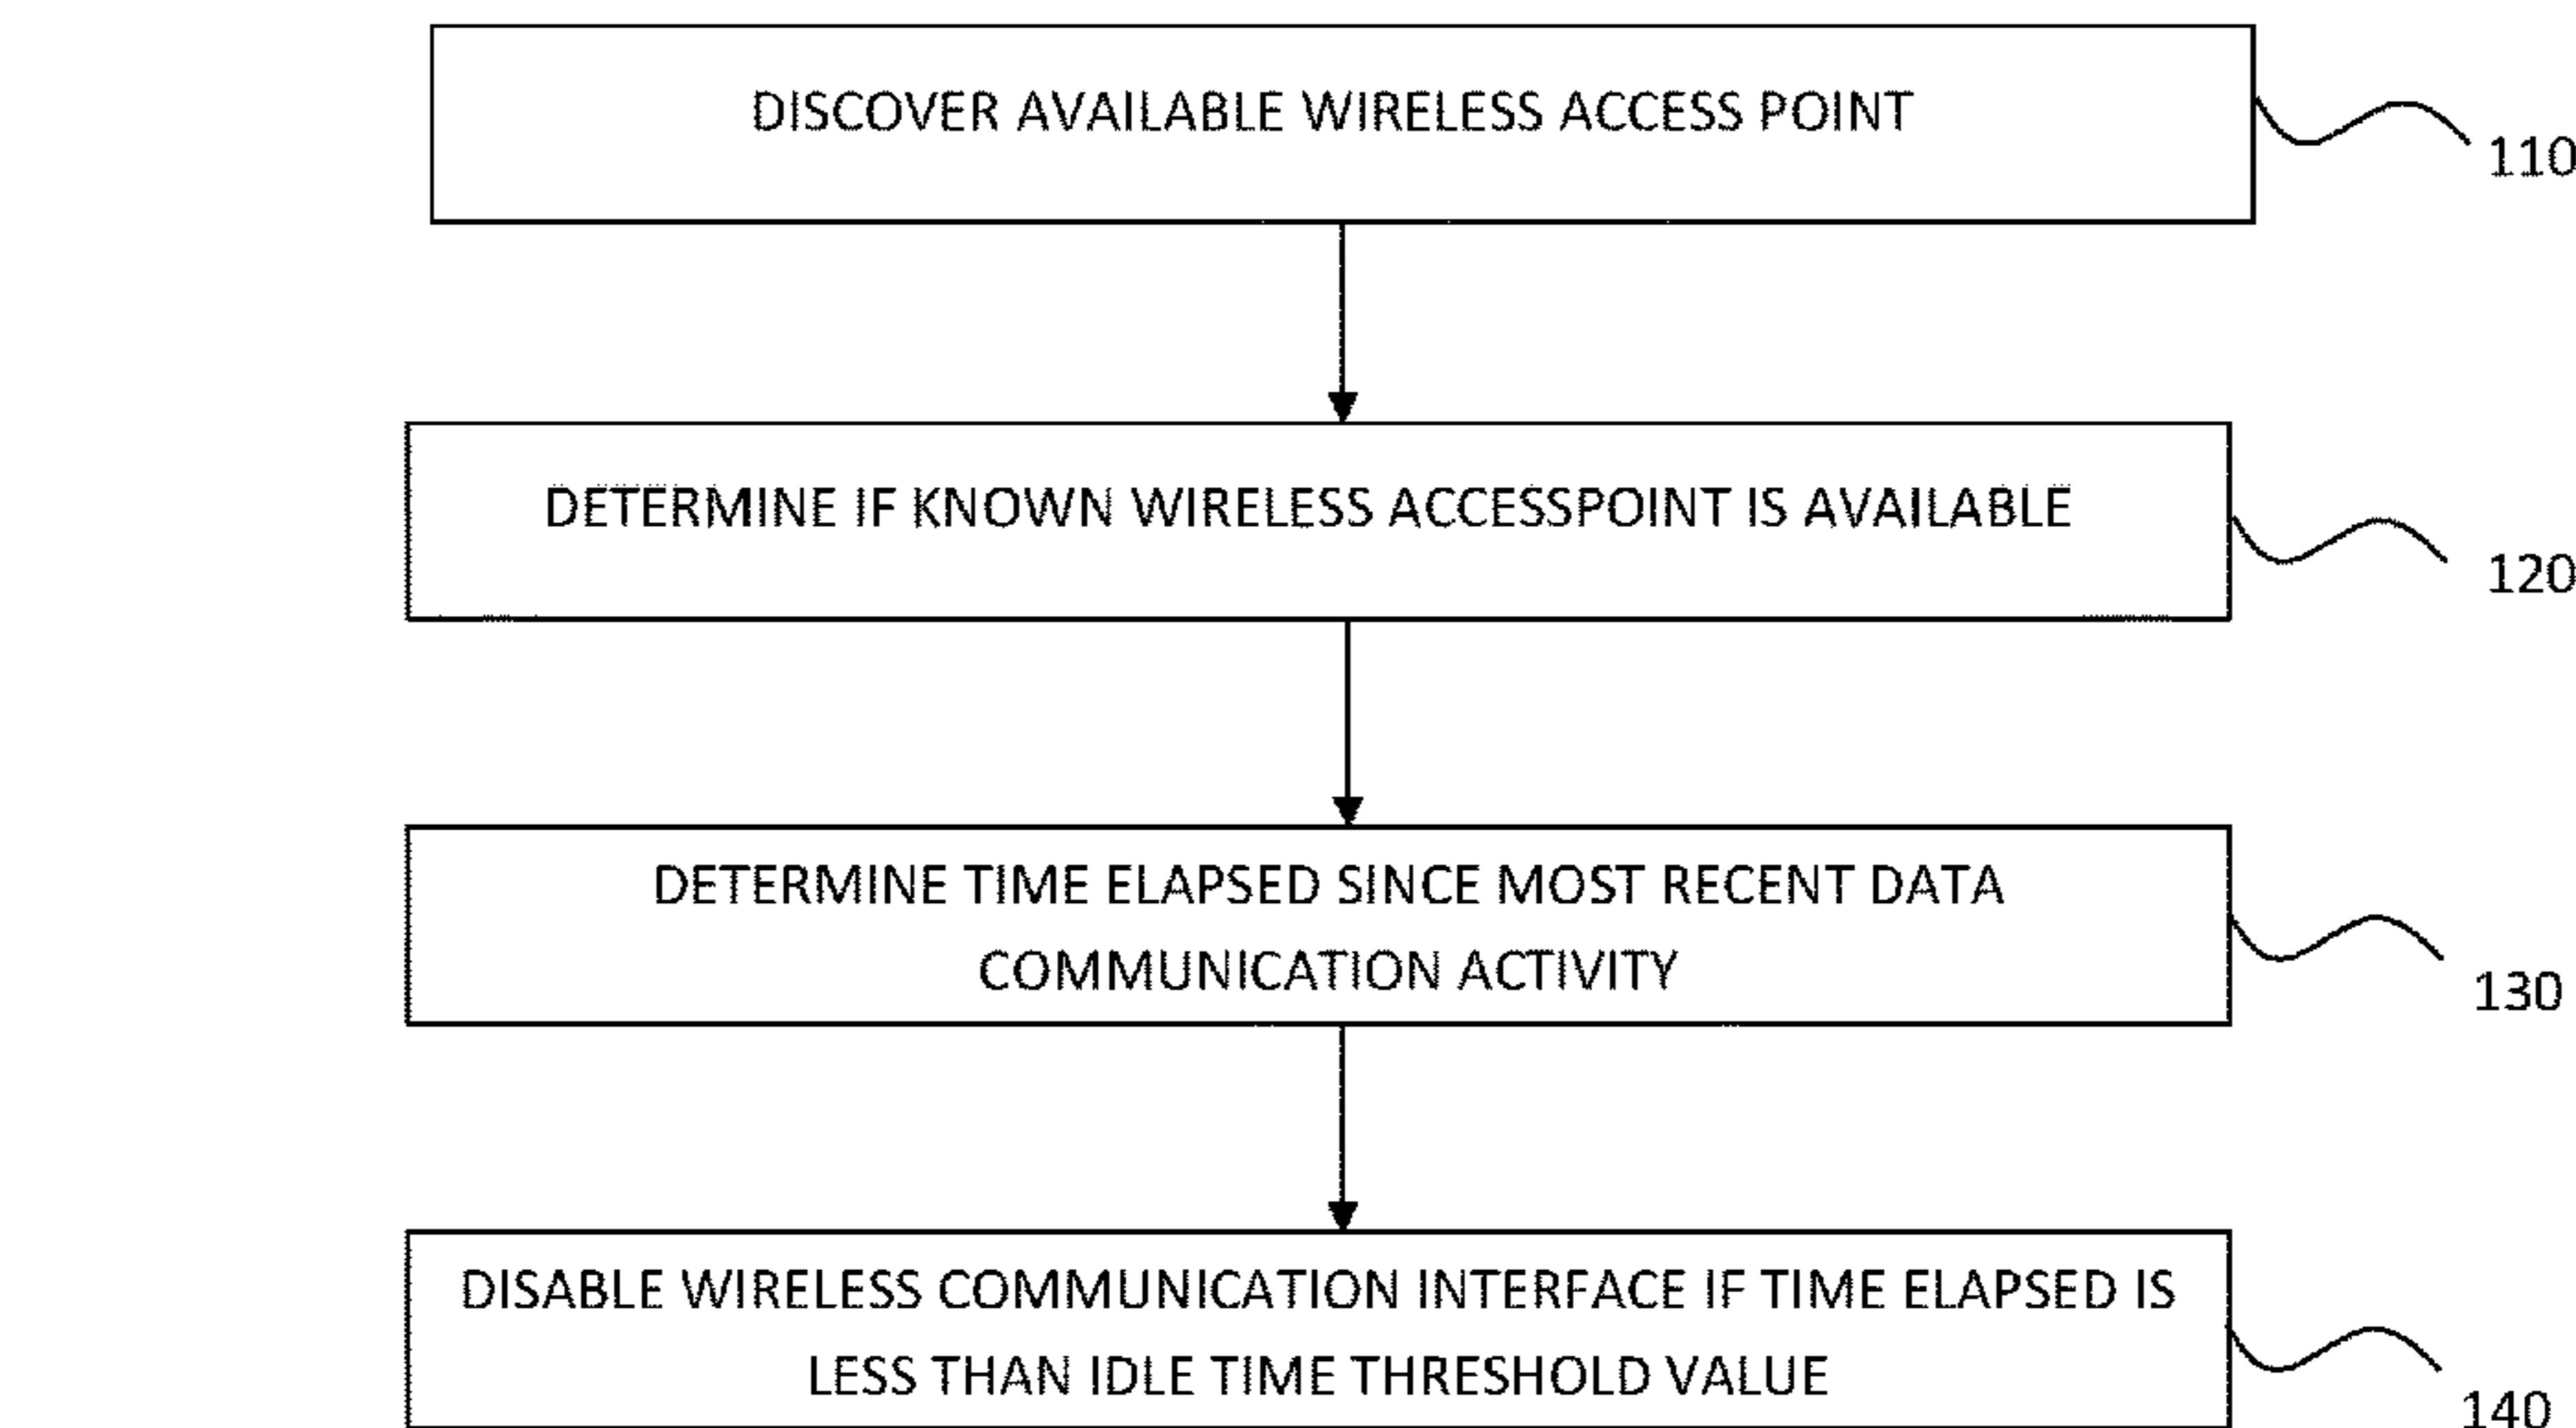 DISCOVER AVAILABLE WIRELESS ACCESS POINT
110
DETERMINE IF KNOWN WIRELESS ACCESSPOINT IS AVAILABLE
120
DETERMINE TIME ELAPSED SINCE MOST RECENT DATA
COMMUNICATION ACTIVITY
130
DISABLE WIRELESS COMMUNICATION INTERFACE IF TIME ELAPSED IS
LESS THAN IDLE TIME THRESHOLD VALUE
140